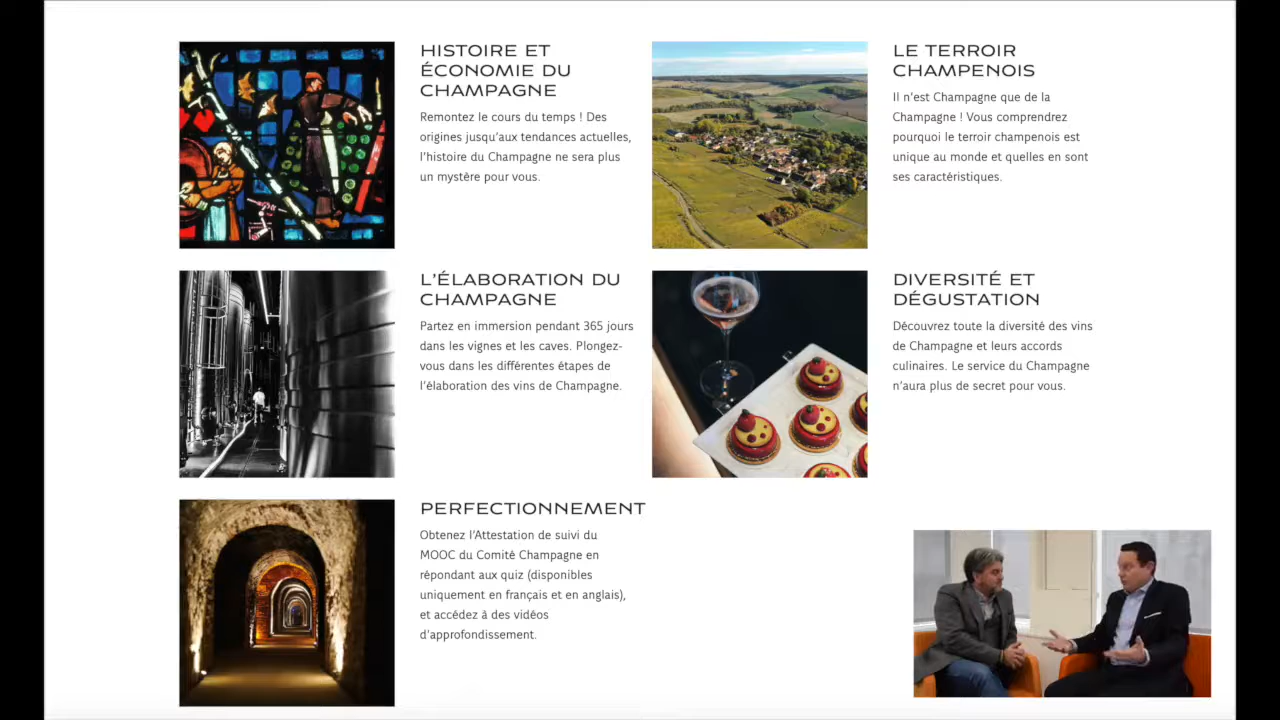 HISTOIRE ET
ÉCONOMIE DU
CHAMPAGNE
Remontez le cours du temps ! Des
origines jusqu'aux tendances actuelles,
l'histoire du Champagne ne sera plus
un mystère pour vous.
LE TERROIR
CHAMPENOIS
Il n'est Champagne que de la
Champagne ! Vous comprendrez
pourquoi le terroir champenois est
unique au monde et quelles en sont
ses caractéristiques.
L'ÉLABORATION DU
CHAMPAGNE
Partez en immersion pendant 365 jours
dans les vignes et les caves. Plongez-
vous dans les différentes étapes de
l'élaboration des vins de Champagne.
DIVERSITÉ ET
DÉGUSTATION
Découvrez toute la diversité des vins
de Champagne et leurs accords
culinaires. Le service du Champagne
n'aura plus de secret pour vous.
PERFECTIONNEMENT
Obtenez l'Attestation de suivi du
MOOC du Comité Champagne en
répondant aux quiz (disponibles
uniquement en français et en anglais),
et accédez à des vidéos
d'approfondissement.